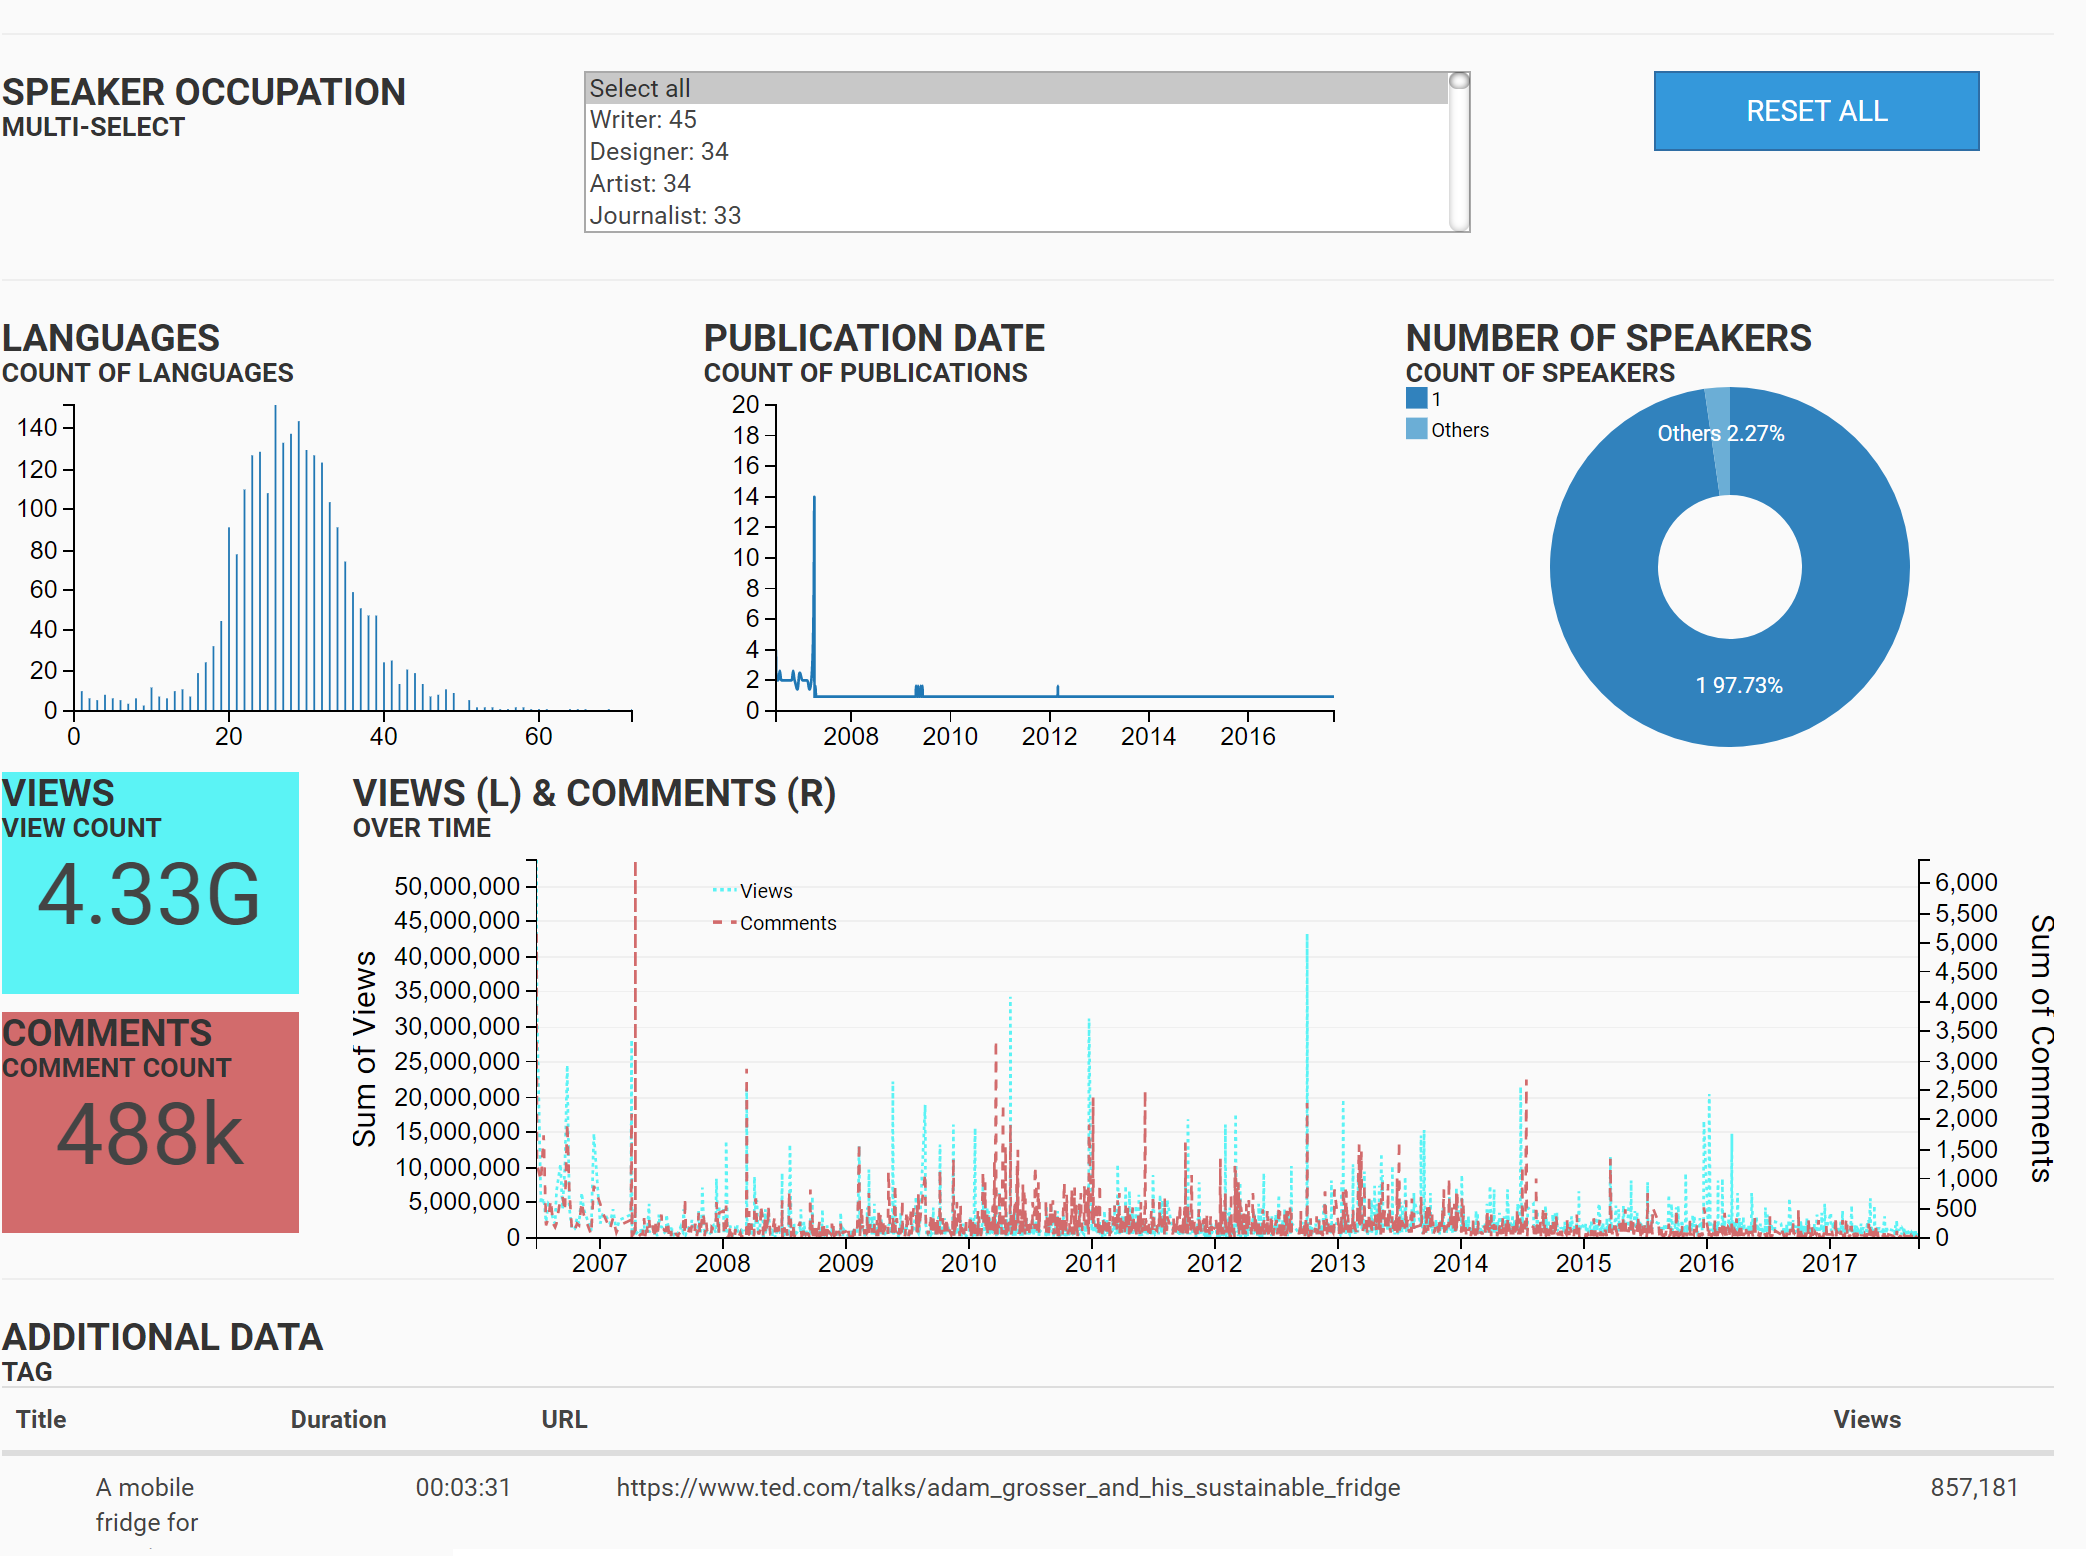 SPEAKER OCCUPATION
MULTI-SELECT
Select all
Writer: 45
Designer: 34
Artist: 34
Journalist: 33
RESET ALL
LANGUAGES
COUNT OF LANGUAGES
140
120
100
80
60
40
20
0
0 20 40 60
PUBLICATION DATE
COUNT OF PUBLICATIONS
20
18
16
14
12
10
8
6
4
2
0
2008 2010 2012 2014 2016
NUMBER OF SPEAKERS
COUNT OF SPEAKERS
1
Others
Others 2.27%
1 97.73%
VIEWS
VIEW COUNT
4.33G
COMMENTS
COMMENT COUNT
488k
VIEWS (L) & COMMENTS (R)
OVER TIME
Sum of Views
50,000,000
45,000,000
40,000,000
35,000,000
30,000,000
25,000,000
20,000,000
15,000,000
10,000,000
5,000,000
0
Views
Comments
2007 2008 2009 2010 2011 2012 2013 2014 2015 2016 2017
6,000
5,500
5,000
4,500
4,000
3,500
3,000
2,500
2,000
1,500
1,000
500
0
Sum of Comments
ADDITIONAL DATA
TAG
Title Duration URL Views
A mobile 00:03:31 https://www.ted.com/talks/adam_grosser_and_his_sustainable_fridge 857,181
fridge for